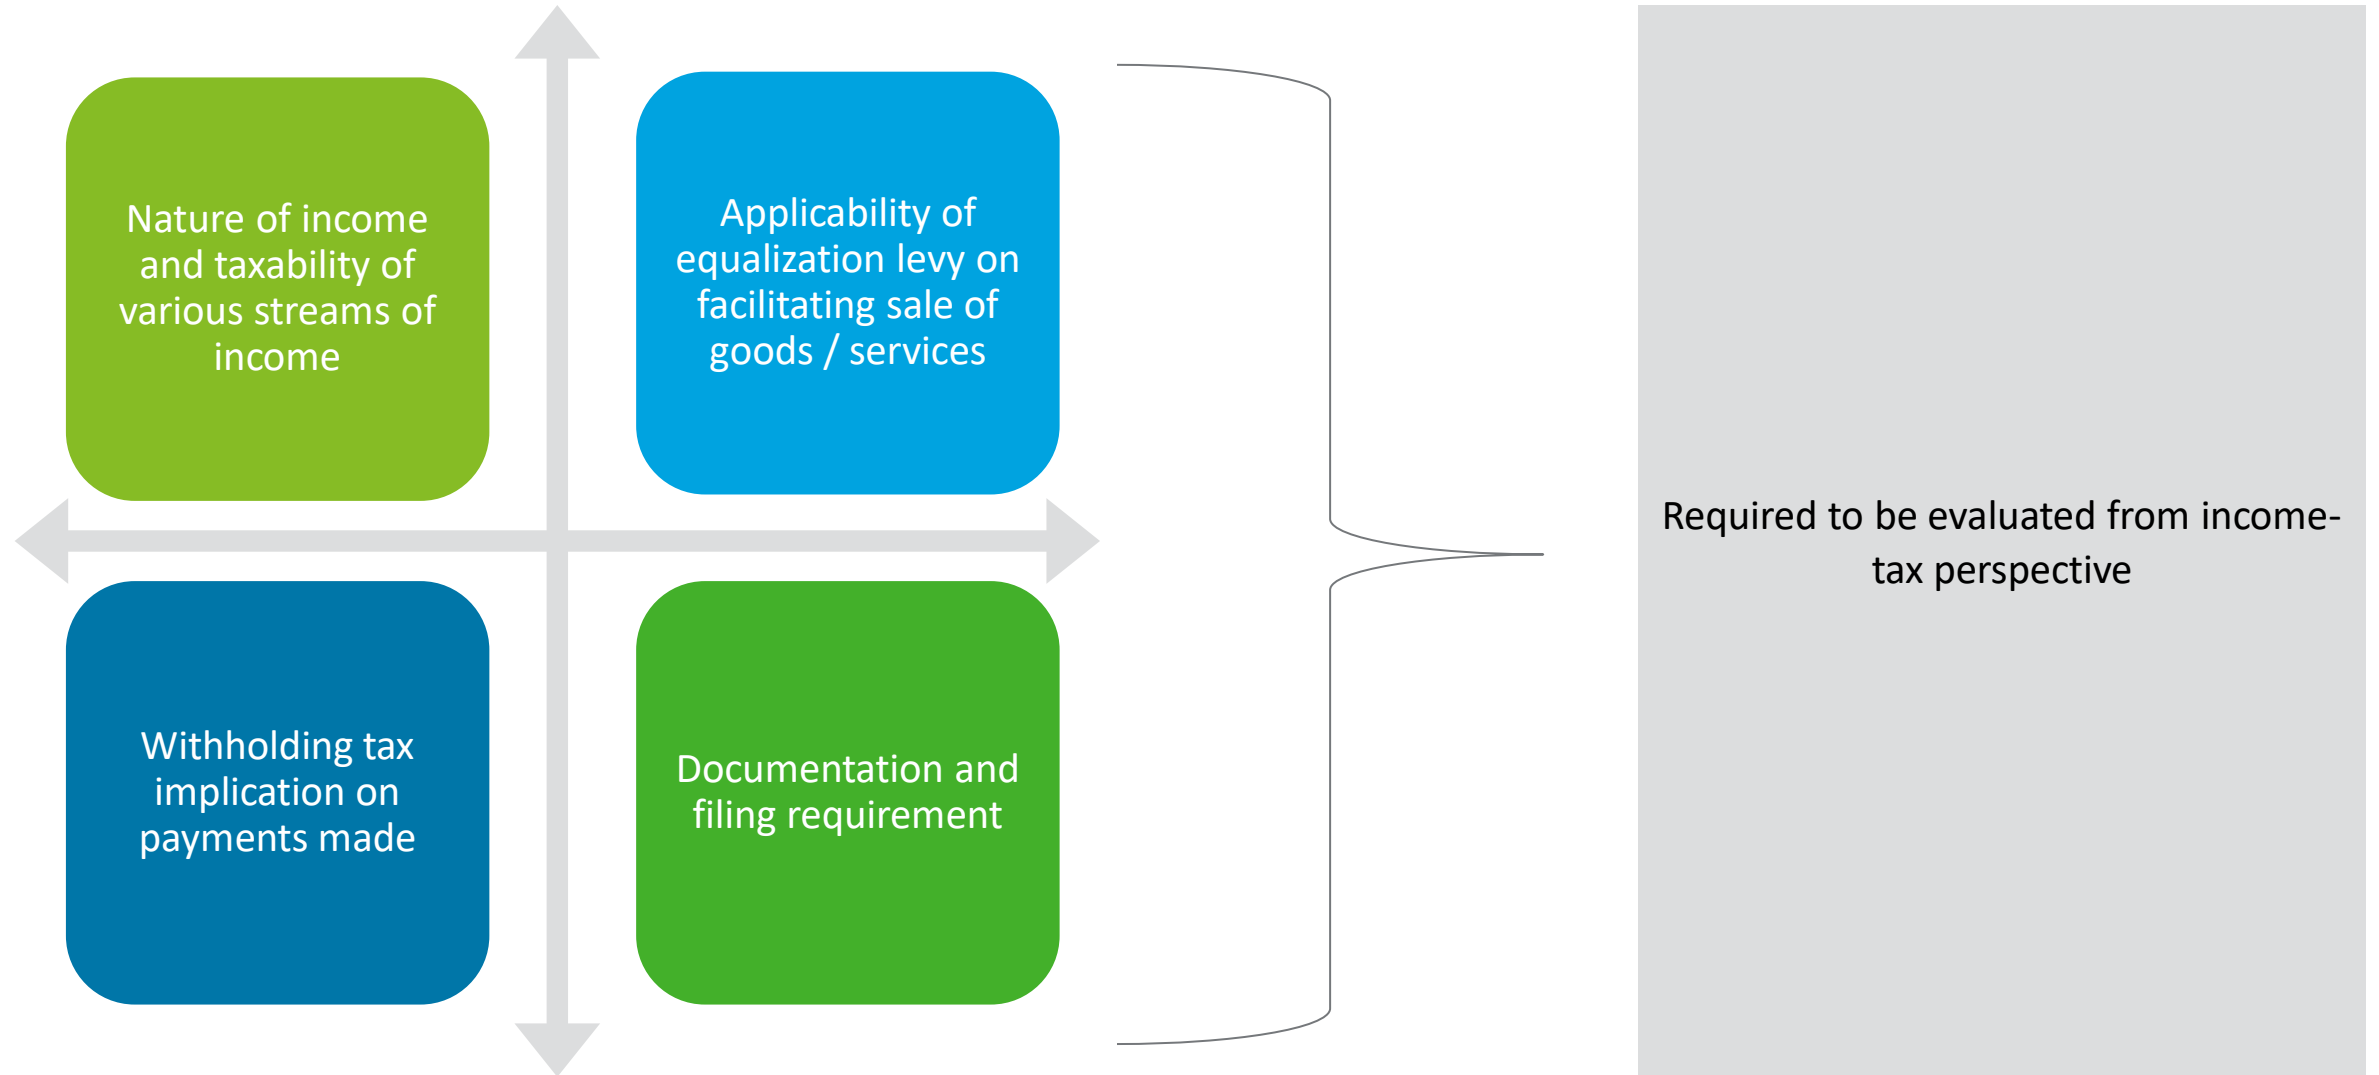 Nature of income
and taxability of
various streams of
income
Applicability of
equalization levy on
facilitating sale of
goods / services
Withholding tax
implication on
payments made
Documentation and
filing requirement
Required to be evaluated from income-
tax perspective